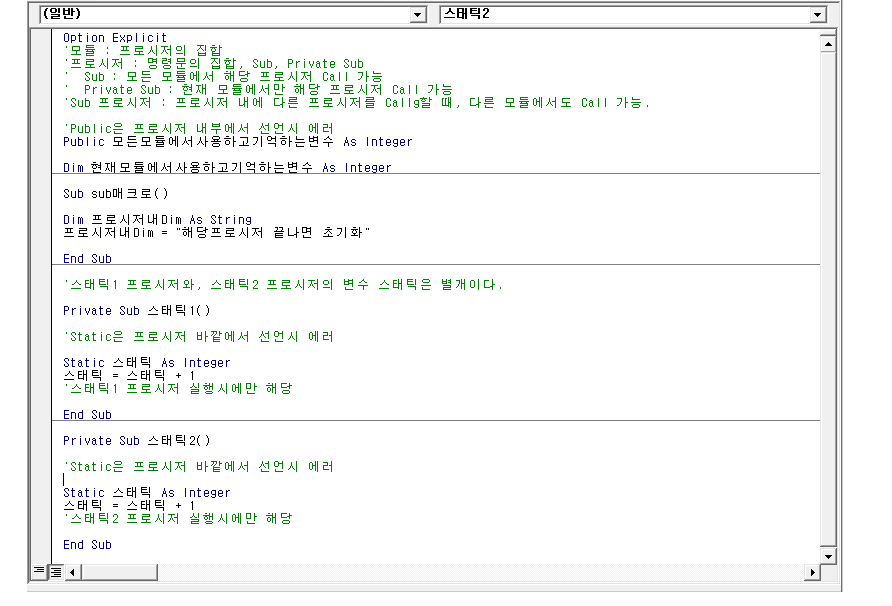 (일반)
스태틱2
Option Explicit
'모듈 : 프로시저의 집합
'프로시저 : 명령문의 집합, Sub, Private Sub
'  Sub : 모든 모듈에서 해당 프로시저 Call 가능
'  Private Sub : 현재 모듈에서만 해당 프로시저 Call 가능
'Sub 프로시저 : 프로시저 내에 다른 프로시저를 Callg할 때, 다른 모듈에서도 Call 가능.
'Public은 프로시저 내부에서 선언시 에러
Public 모든모듈에서사용하고기억하는변수 As Integer
Dim 현재모듈에서사용하고기억하는변수 As Integer
Sub sub매크로()
Dim 프로시저내Dim As String
프로시저내Dim = "해당프로시저 끝나면 초기화"
End Sub
'스태틱1 프로시저와, 스태틱2 프로시저의 변수 스태틱은 별개이다.
Private Sub 스태틱1()
'Static은 프로시저 바깥에서 선언시 에러
Static 스태틱 As Integer
스태틱 = 스태틱 + 1
'스태틱1 프로시저 실행시에만 해당
End Sub
Private Sub 스태틱2()
'Static은 프로시저 바깥에서 선언시 에러
Static 스태틱 As Integer
스태틱 = 스태틱 + 1
'스태틱2 프로시저 실행시에만 해당
End Sub